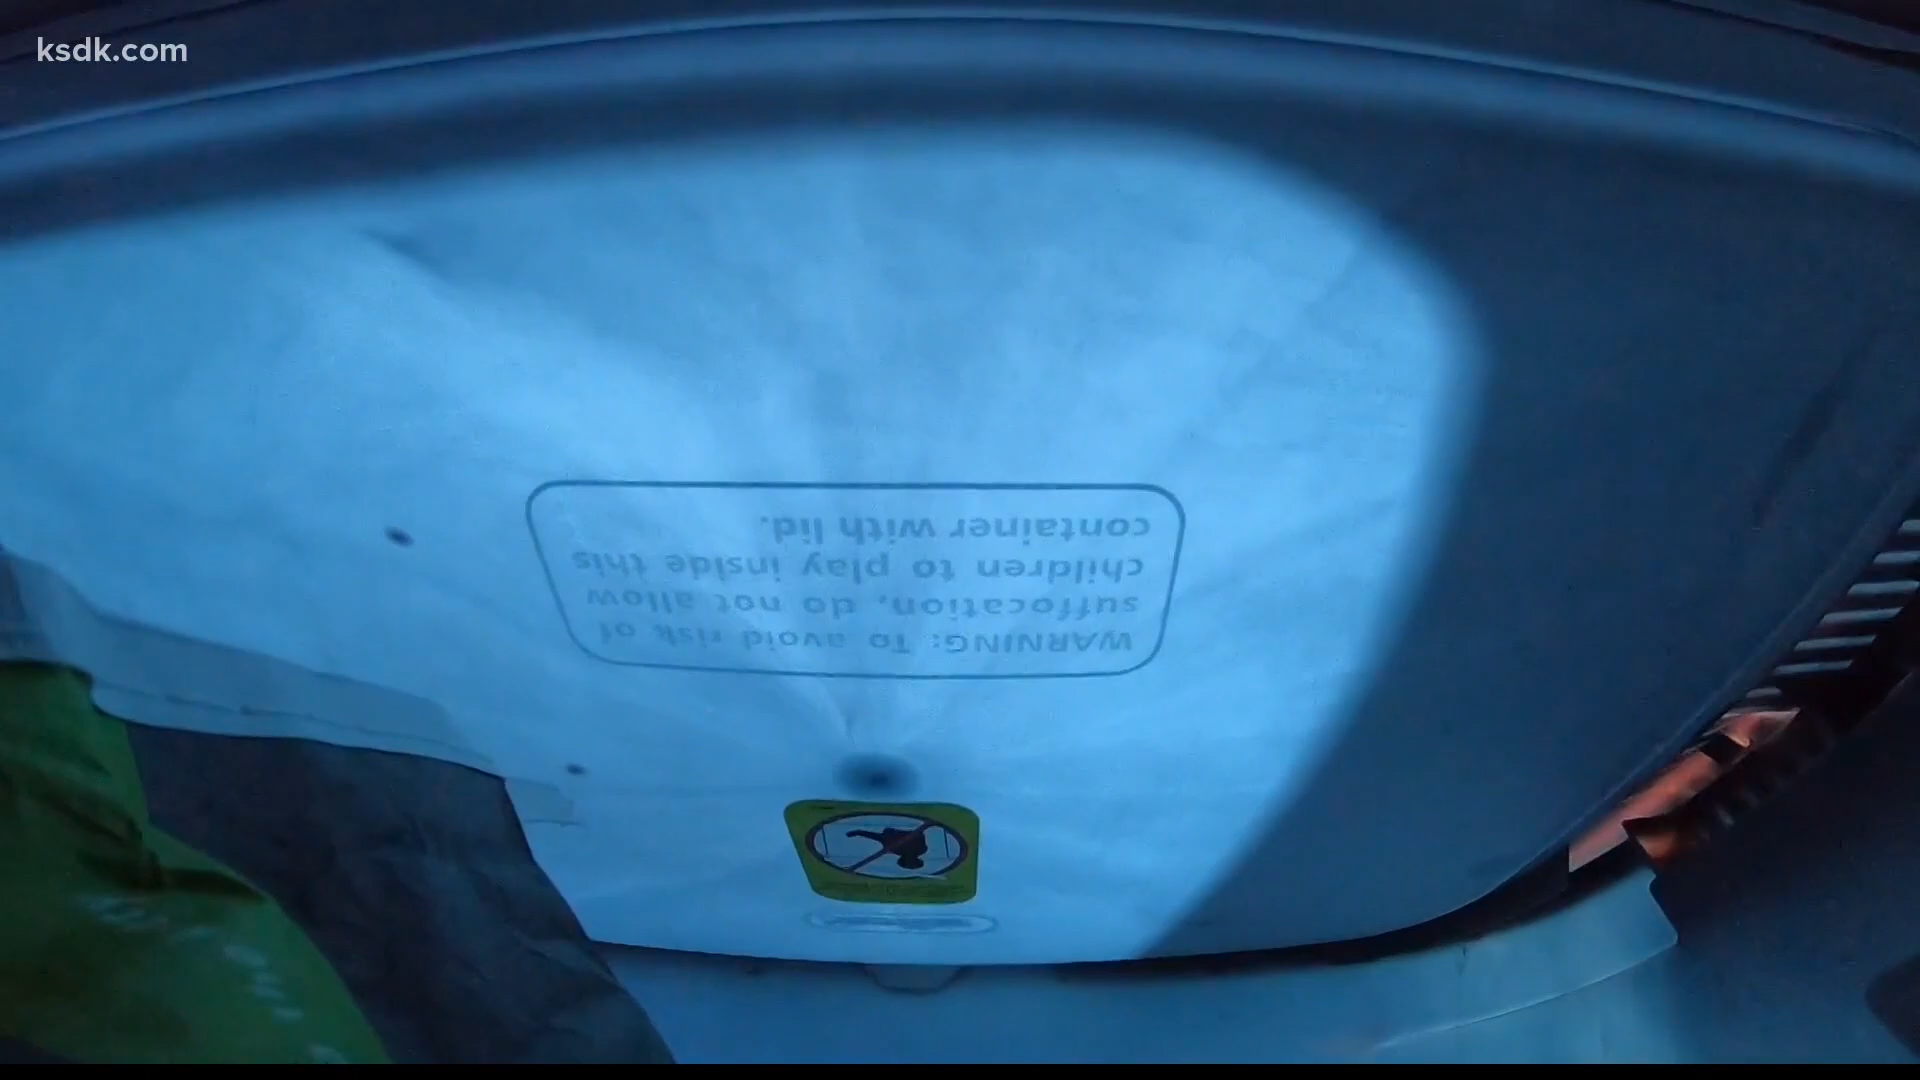 ksdk.com
WARNING: To avoid risk of
suffocation, do not allow
children to play inside this
container with lid.